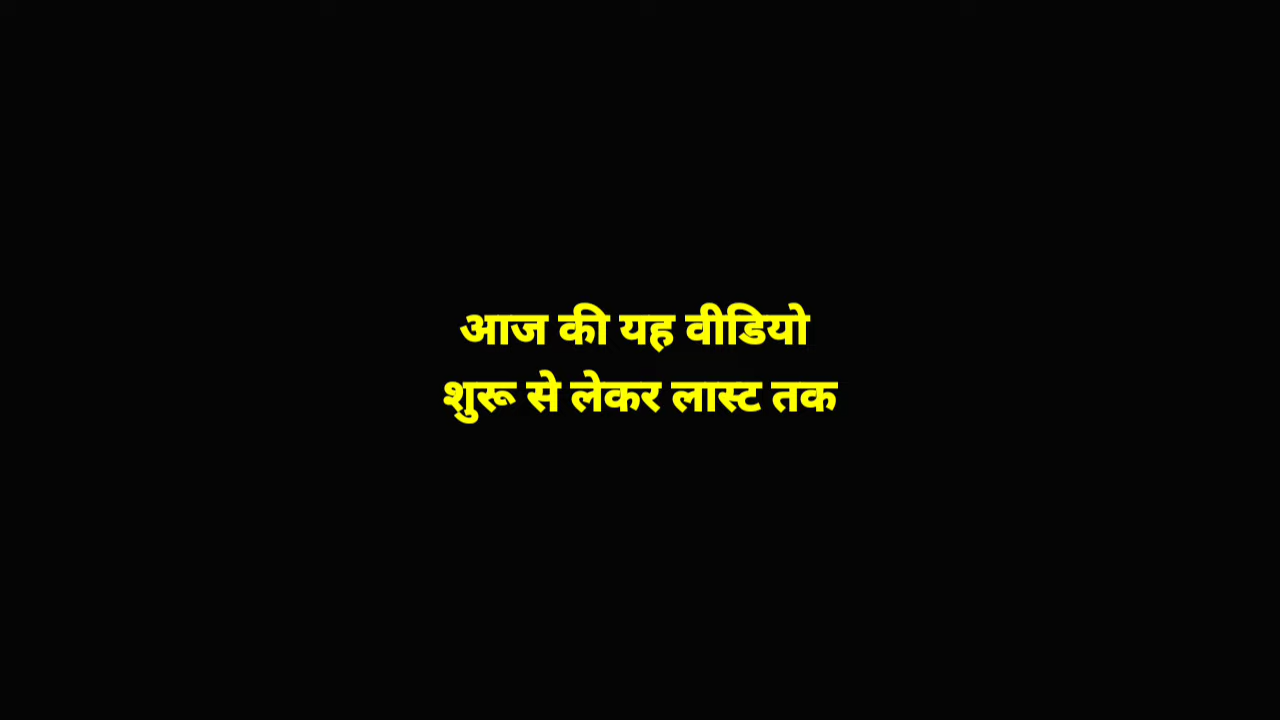 आज की यह वीडियो
शुरू से लेकर लास्ट तक